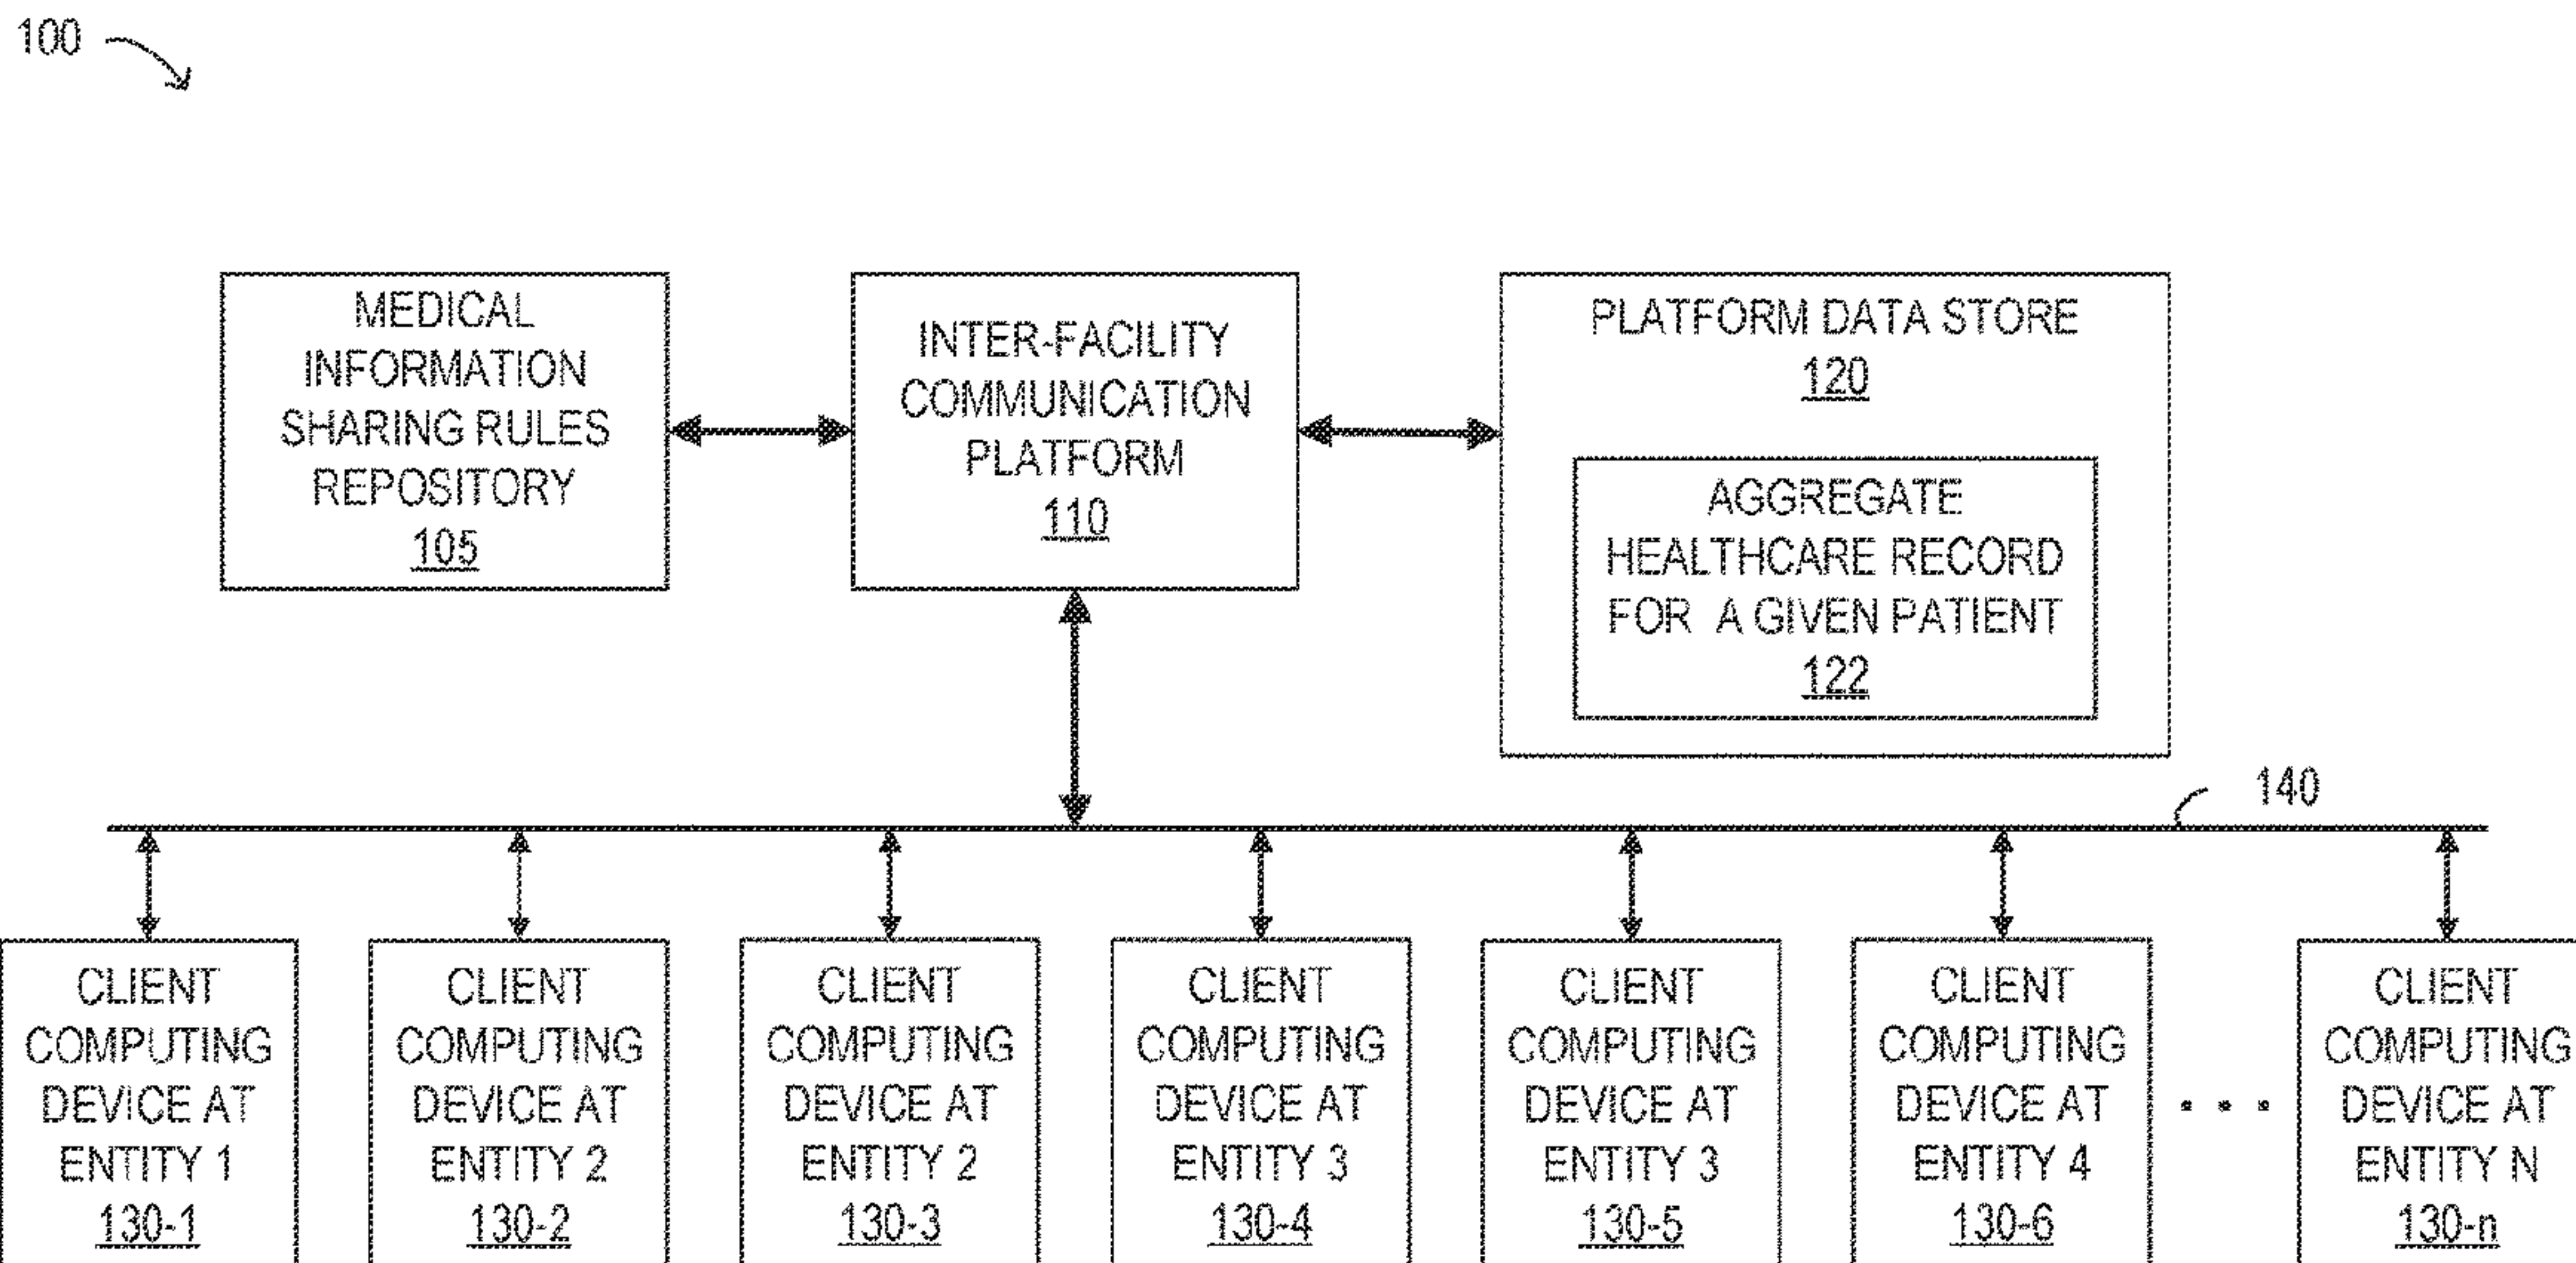 100
MEDICAL
INFORMATION
SHARING RULES
REPOSITORY
105
INTER-FACILITY
COMMUNICATION
PLATFORM
110
PLATFORM DATA STORE
120
AGGREGATE
HEALTHCARE RECORD
FOR A GIVEN PATIENT
122
140
CLIENT
COMPUTING
DEVICE AT
ENTITY 1
130-1
CLIENT
COMPUTING
DEVICE AT
ENTITY 2
130-2
CLIENT
COMPUTING
DEVICE AT
ENTITY 2
130-3
CLIENT
COMPUTING
DEVICE AT
ENTITY 3
130-4
CLIENT
COMPUTING
DEVICE AT
ENTITY 3
130-5
CLIENT
COMPUTING
DEVICE AT
ENTITY 4
130-6
. . .
CLIENT
COMPUTING
DEVICE AT
ENTITY N
130-n